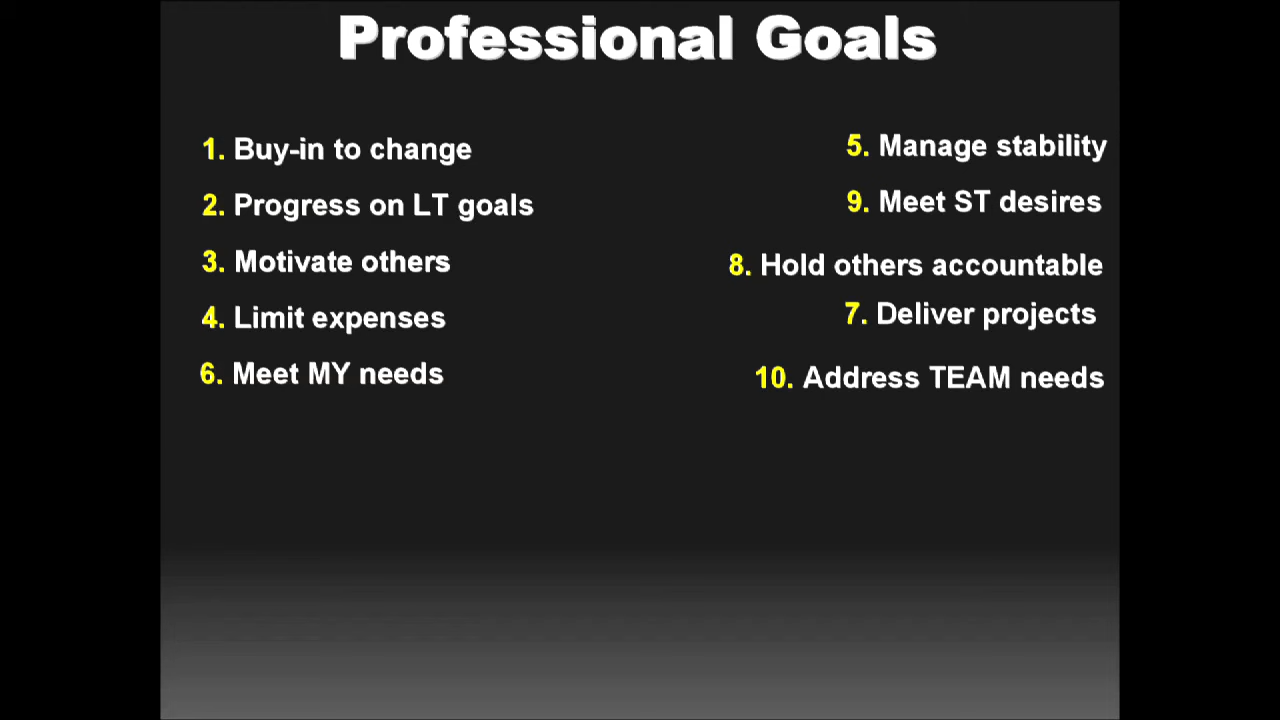 Professional Goals
1. Buy-in to change
2. Progress on LT goals
3. Motivate others
4. Limit expenses
6. Meet MY needs
5. Manage stability
9. Meet ST desires
8. Hold others accountable
7. Deliver projects
10. Address TEAM needs